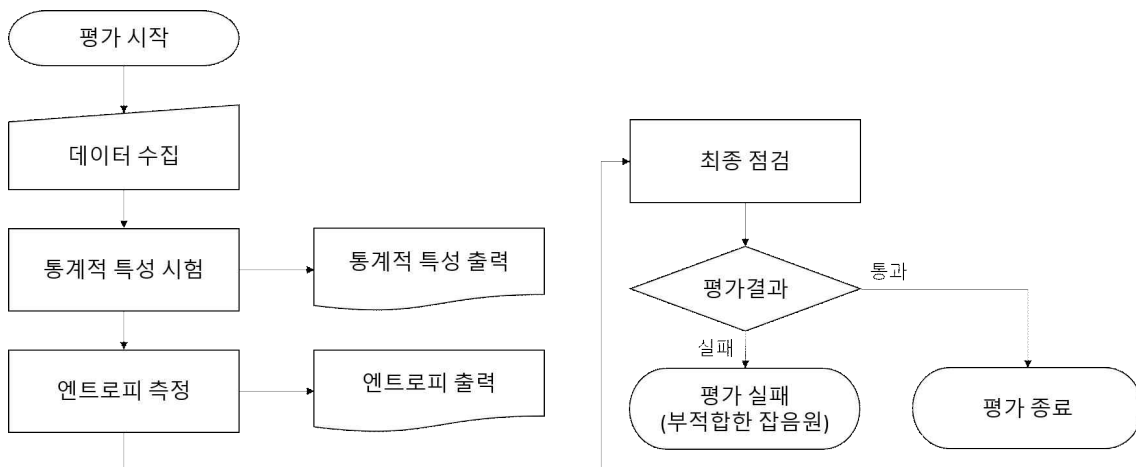 평가 시작
데이터 수집
통계적 특성 시험
통계적 특성 출력
엔트로피 측정
엔트로피 출력
최종 점검
평가결과
통과
실패
평가 실패
(부적합한 잡음원)
평가 종료